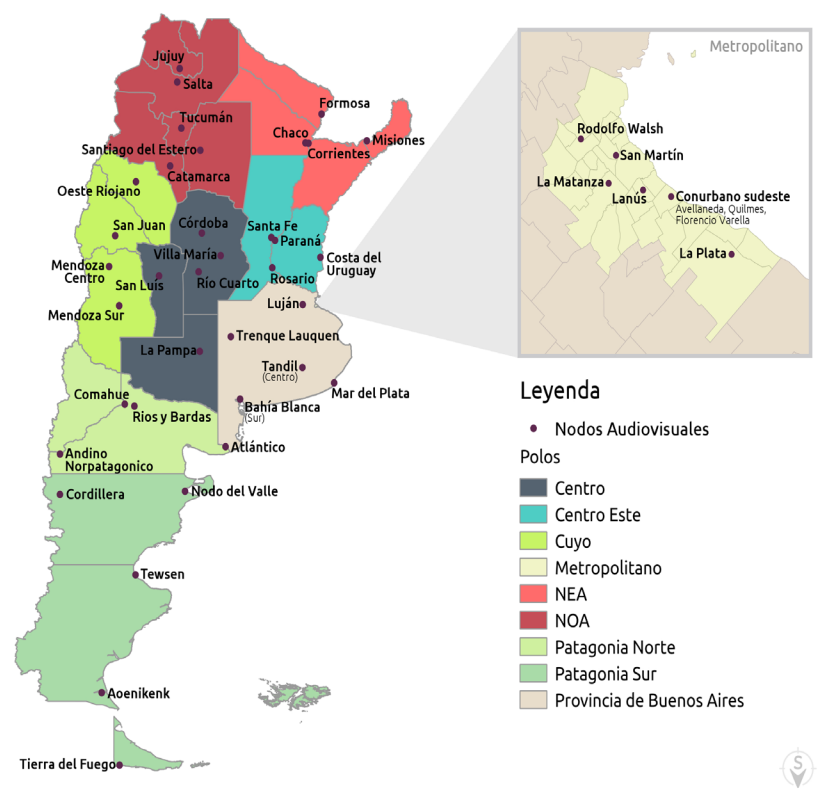 Jujuy
Salta
Tucumán
Santiago del Estero
Catamarca
Formosa
Chaco
Corrientes
Misiones
Oeste Riojano
San Juan
Mendoza
Centro
Mendoza Sur
Córdoba
Villa María
San Luis
Río Cuarto
La Pampa
Santa Fe
Paraná
Rosario
Costa del
Uruguay
Luján
Trenque Lauquen
Tandil
(Centro)
Mar del Plata
Bahía Blanca
(Sur)
Comahue
Rios y Bardas
Atlántico
Andino
Norpatagonico
Cordillera
Nodo del Valle
Tewsen
Aoenikenk
Tierra del Fuego
Metropolitano
Rodolfo Walsh
San Martín
La Matanza
Lanús
Conurbano sudeste
Avellaneda, Quilmes,
Florencio Varella
La Plata
Leyenda
Nodos Audiovisuales
Polos
Centro
Centro Este
Cuyo
Metropolitano
NEA
NOA
Patagonia Norte
Patagonia Sur
Provincia de Buenos Aires
S